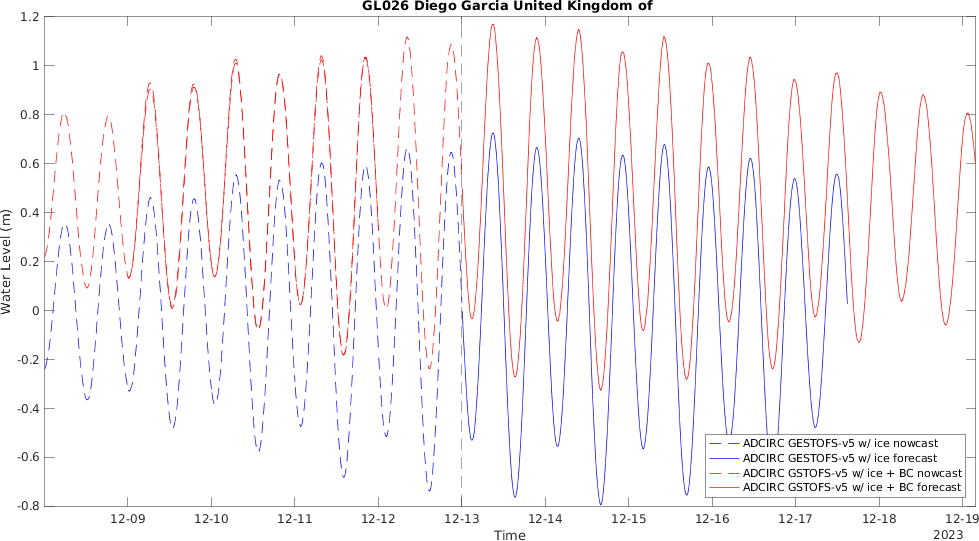 GL026 Diego Garcia United Kingdom of
Water Level (m)
1.2
1
0.8
0.6
0.4
0.2
0
-0.2
-0.4
-0.6
-0.8
ADCIRC GESTOFS-v5 w/ ice nowcast
ADCIRC GESTOFS-v5 w/ ice forecast
ADCIRC GSTOFS-v5 w/ ice + BC nowcast
ADCIRC GSTOFS-v5 w/ ice + BC forecast
12-09 12-10 12-11 12-12 12-13 12-14 12-15 12-16 12-17 12-18 12-19
Time
2023